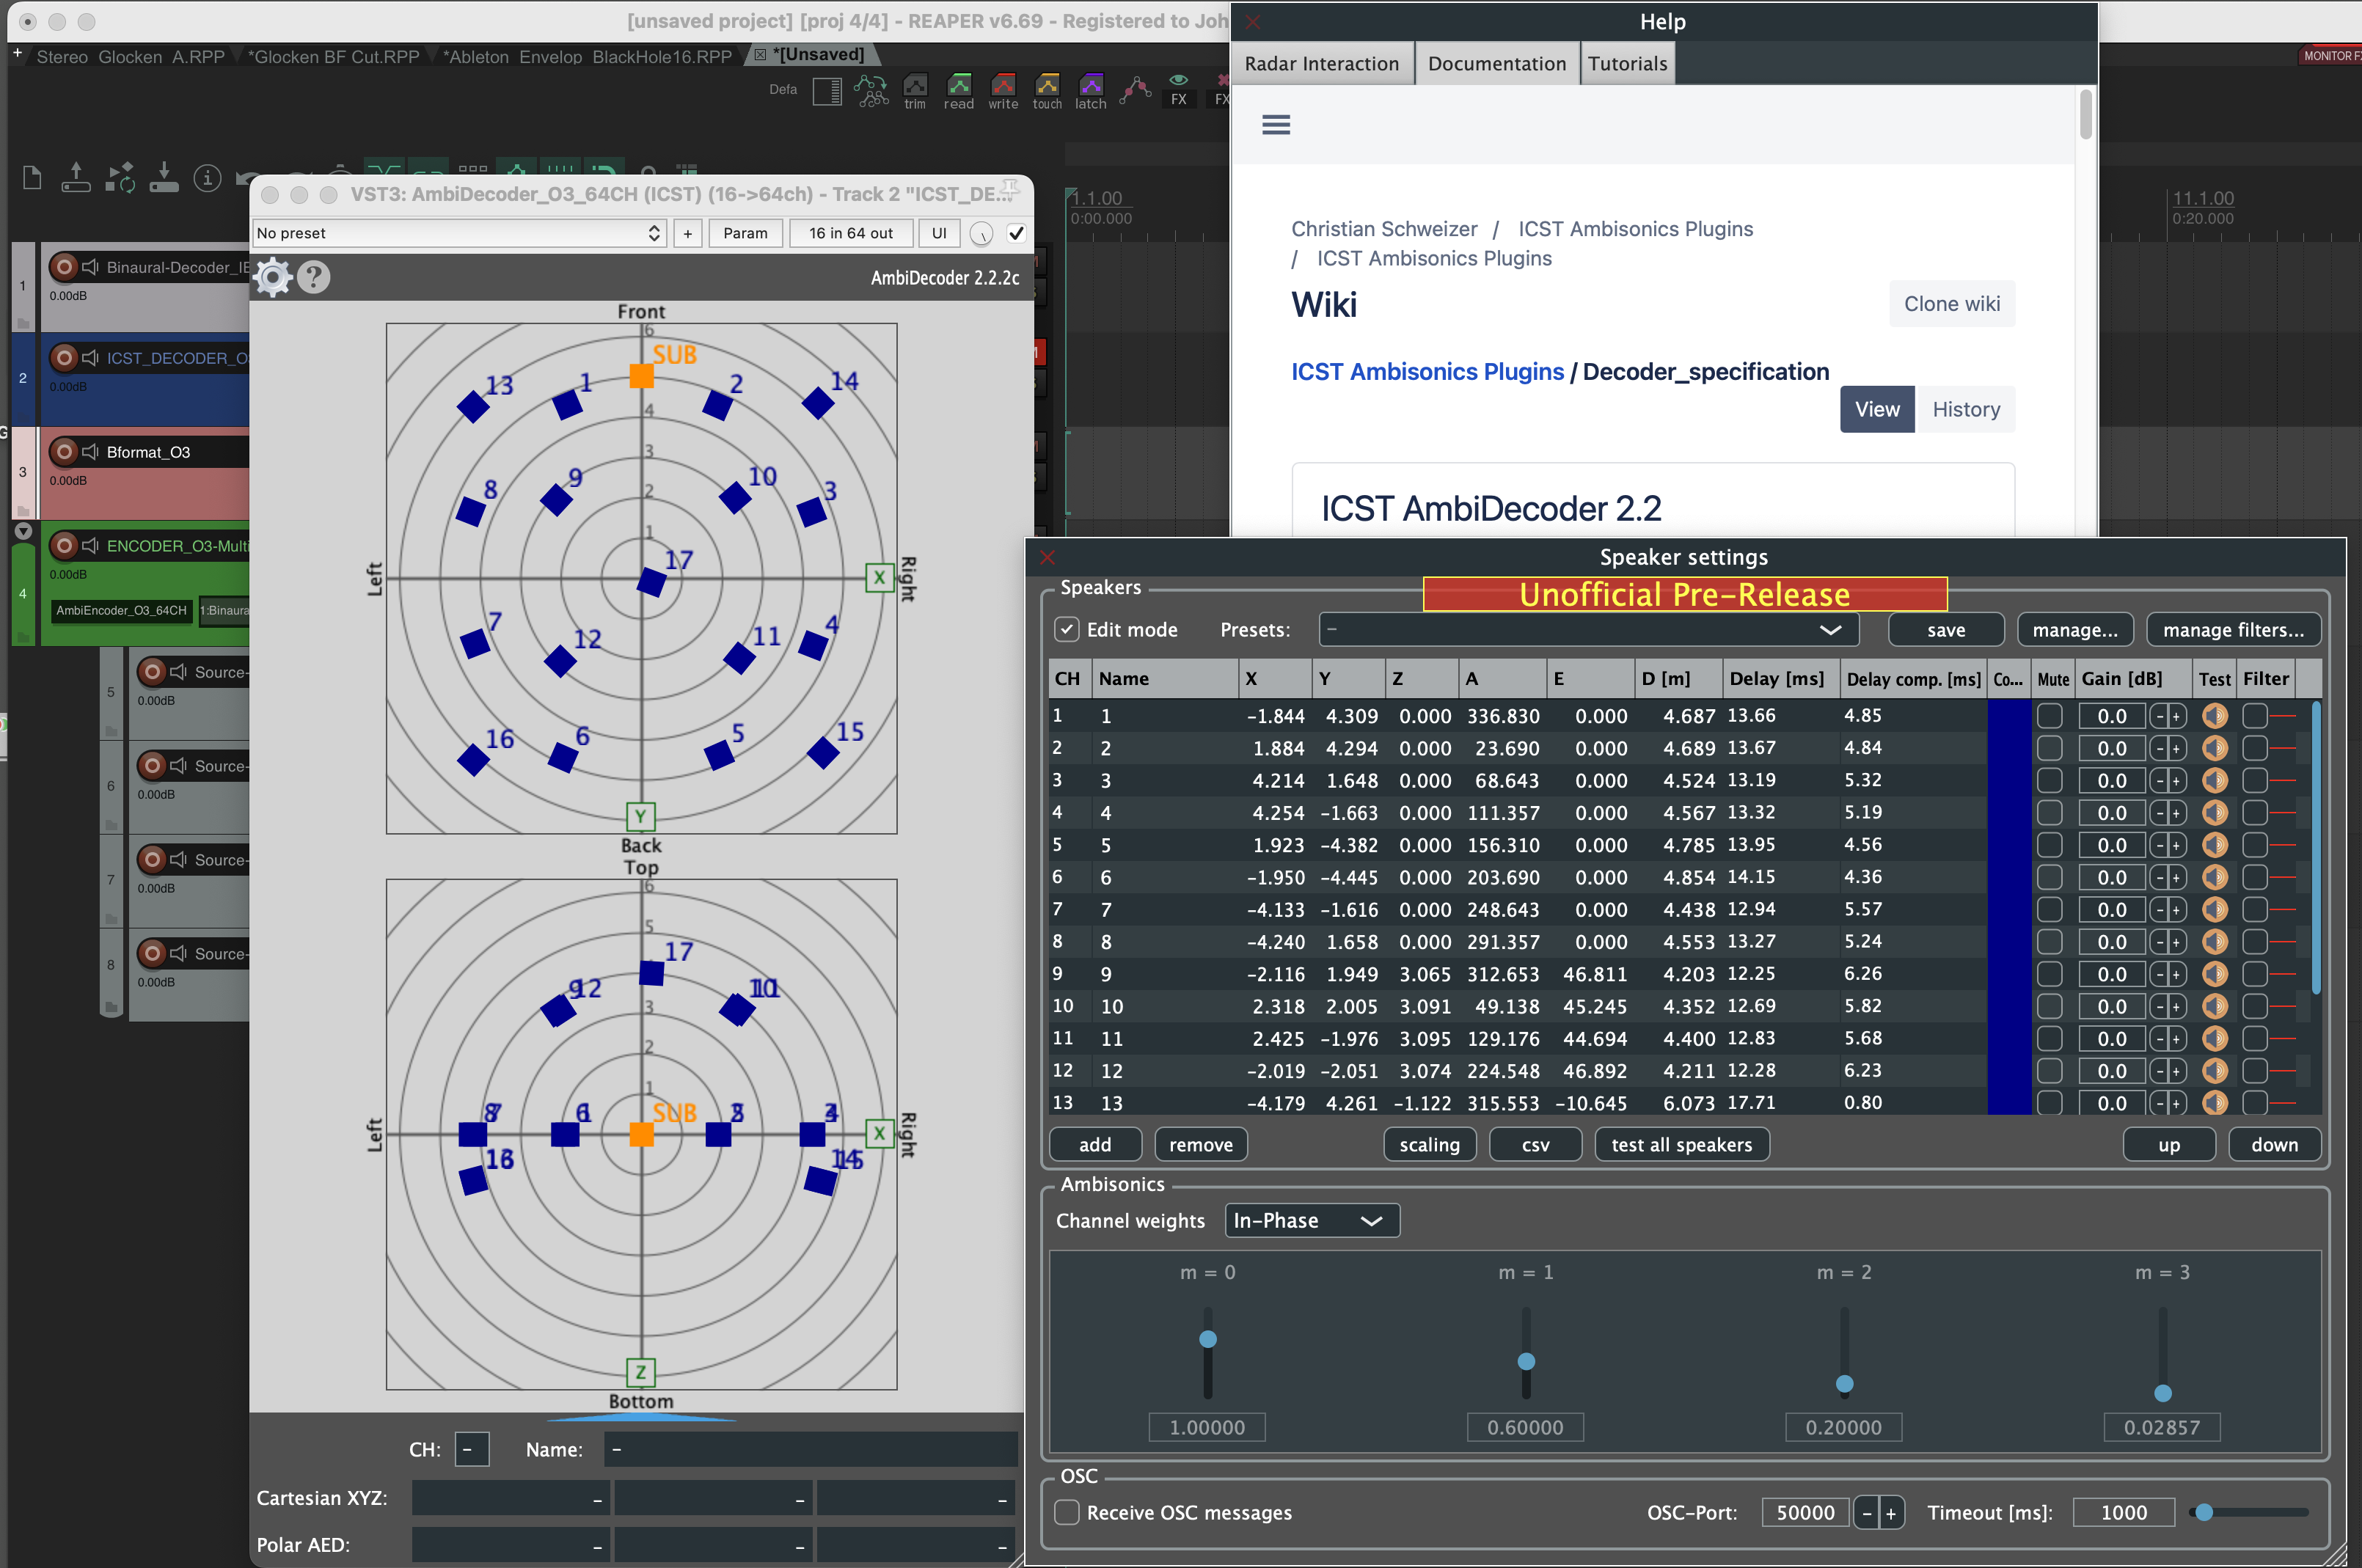 [unsaved project] [proj 4/4] - REAPER v6.69 - Registered to Joh
+ Stereo Glocken A.RPP *Glocken BF Cut.RPP *Ableton Envelop BlackHole16.RPP *[Unsaved]
MONITOR F
Defa
trim read write touch latch FX FX
1.1.00
0:00.000
11.1.00
0:20.000
1 Binaural-Decoder_IE
0.00dB
2 ICST_DECODER_O
0.00dB
3 Bformat_O3
0.00dB
4 ENCODER_O3-Multi
0.00dB
AmbiEncoder_O3_64CH 1:Binaura
5 Source-
0.00dB
6 Source-
0.00dB
7 Source-
0.00dB
8 Source-
0.00dB
VST3: AmbiDecoder_O3_64CH (ICST) (16->64ch) - Track 2 "ICST_DE...
No preset + Param 16 in 64 out UI
? AmbiDecoder 2.2.2c
Front
6
SUB
13 1 2 14
4
3
8 9 10 3
2
1
17
Left X Right
7 12 11 4
16 6 5 15
Y
Back
Top
6
5
17
9 12 10 11
3
2
1
8 7 6 1 SUB 2 5 3 4
Left X Right
13 16 14 15
Z
Bottom
CH: – Name: –
Cartesian XYZ: – – –
Polar AED: – – –
Help
Radar Interaction Documentation Tutorials
Christian Schweizer / ICST Ambisonics Plugins
/ ICST Ambisonics Plugins
Wiki Clone wiki
ICST Ambisonics Plugins / Decoder_specification
View History
ICST AmbiDecoder 2.2
Speaker settings
Speakers
Unofficial Pre-Release
Edit mode Presets: – save manage... manage filters...
CH Name X Y Z A E D [m] Delay [ms] Delay comp. [ms] Co... Mute Gain [dB] Test Filter
1 1 -1.844 4.309 0.000 336.830 0.000 4.687 13.66 4.85 0.0 - +
2 2 1.884 4.294 0.000 23.690 0.000 4.689 13.67 4.84 0.0 - +
3 3 4.214 1.648 0.000 68.643 0.000 4.524 13.19 5.32 0.0 - +
4 4 4.254 -1.663 0.000 111.357 0.000 4.567 13.32 5.19 0.0 - +
5 5 1.923 -4.382 0.000 156.310 0.000 4.785 13.95 4.56 0.0 - +
6 6 -1.950 -4.445 0.000 203.690 0.000 4.854 14.15 4.36 0.0 - +
7 7 -4.133 -1.616 0.000 248.643 0.000 4.438 12.94 5.57 0.0 - +
8 8 -4.240 1.658 0.000 291.357 0.000 4.553 13.27 5.24 0.0 - +
9 9 -2.116 1.949 3.065 312.653 46.811 4.203 12.25 6.26 0.0 - +
10 10 2.318 2.005 3.091 49.138 45.245 4.352 12.69 5.82 0.0 - +
11 11 2.425 -1.976 3.095 129.176 44.694 4.400 12.83 5.68 0.0 - +
12 12 -2.019 -2.051 3.074 224.548 46.892 4.211 12.28 6.23 0.0 - +
13 13 -4.179 4.261 -1.122 315.553 -10.645 6.073 17.71 0.80 0.0 - +
add remove scaling csv test all speakers up down
Ambisonics
Channel weights In-Phase
m = 0 m = 1 m = 2 m = 3
1.00000 0.60000 0.20000 0.02857
OSC
Receive OSC messages OSC-Port: 50000 - + Timeout [ms]: 1000